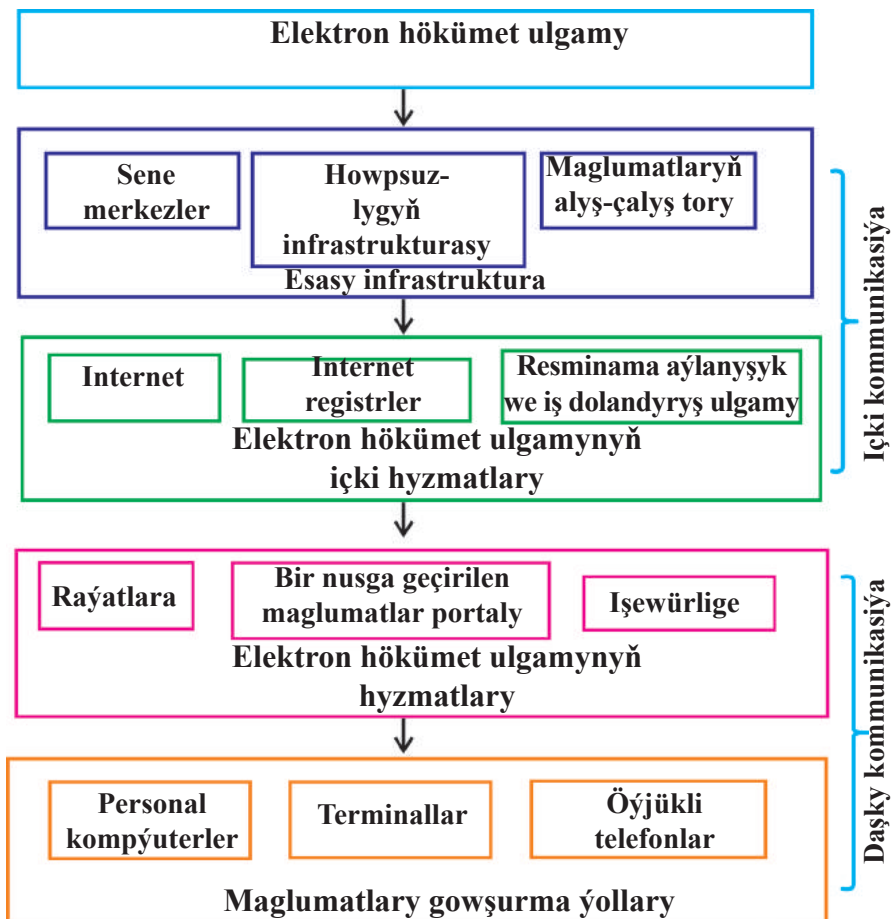 Elektron hökümet ulgamy
Sene
merkezler
Howpsuz-
lygyň
infrastrukturasy
Maglumatlaryň
alyş-çalyş tory
Esasy infrastruktura
Içki kommunikasiýa
Internet
Internet
registrler
Resminama aýlanyşyk
we iş dolandyryş ulgamy
Elektron hökümet ulgamynyň
içki hyzmatlary
Raýatlara
Bir nusga geçirilen
maglumatlar portaly
Işewürlige
Elektron hökümet ulgamynyň
hyzmatlary
Daşky kommunikasiýa
Personal
kompýuterler
Terminallar
Öýjükli
telefonlar
Maglumatlary gowşurma ýollary